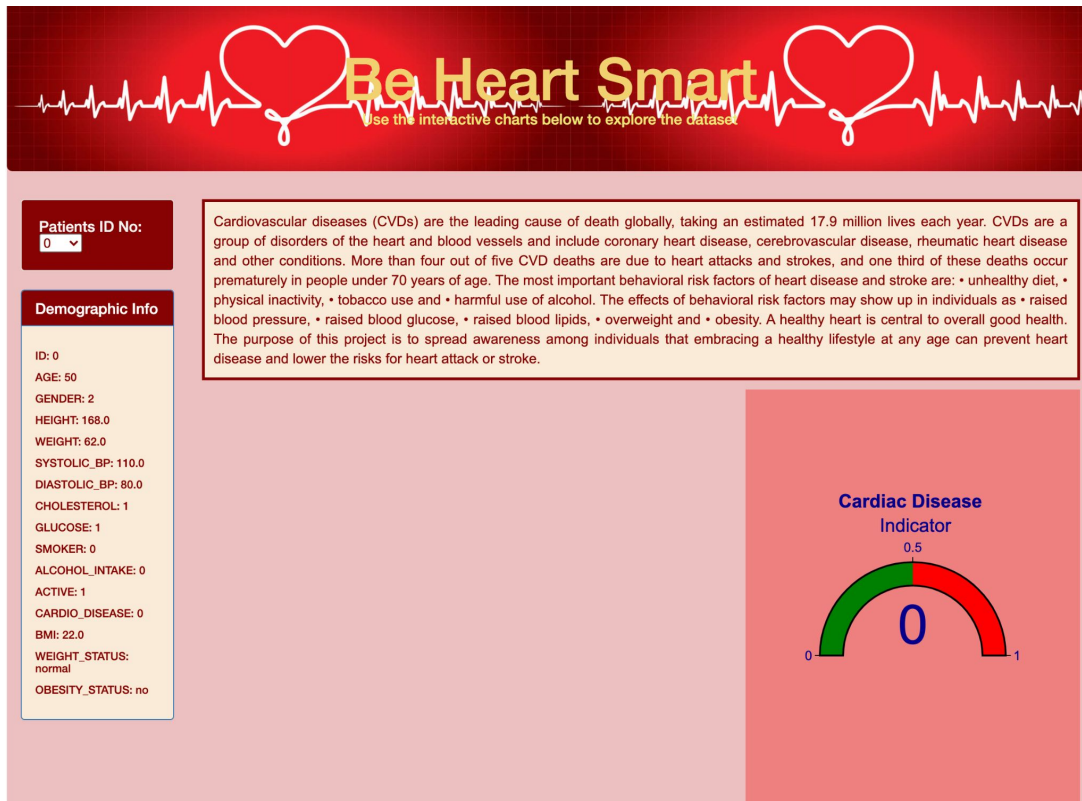 Be Heart Smart
Use the interactive charts below to explore the dataset
Patients ID No:
0
Cardiovascular diseases (CVDs) are the leading cause of death globally, taking an estimated 17.9 million lives each year. CVDs are a
group of disorders of the heart and blood vessels and include coronary heart disease, cerebrovascular disease, rheumatic heart disease
and other conditions. More than four out of five CVD deaths are due to heart attacks and strokes, and one third of these deaths occur
prematurely in people under 70 years of age. The most important behavioral risk factors of heart disease and stroke are: • unhealthy diet, •
physical inactivity, • tobacco use and • harmful use of alcohol. The effects of behavioral risk factors may show up in individuals as • raised
blood pressure, • raised blood glucose, • raised blood lipids, • overweight and • obesity. A healthy heart is central to overall good health.
The purpose of this project is to spread awareness among individuals that embracing a healthy lifestyle at any age can prevent heart
disease and lower the risks for heart attack or stroke.
Demographic Info
ID: 0
AGE: 50
GENDER: 2
HEIGHT: 168.0
WEIGHT: 62.0
SYSTOLIC_BP: 110.0
DIASTOLIC_BP: 80.0
CHOLESTEROL: 1
GLUCOSE: 1
SMOKER: 0
ALCOHOL_INTAKE: 0
ACTIVE: 1
CARDIO_DISEASE: 0
BMI: 22.0
WEIGHT_STATUS:
normal
OBESITY_STATUS: no
Cardiac Disease
Indicator
0.5
0
0
1